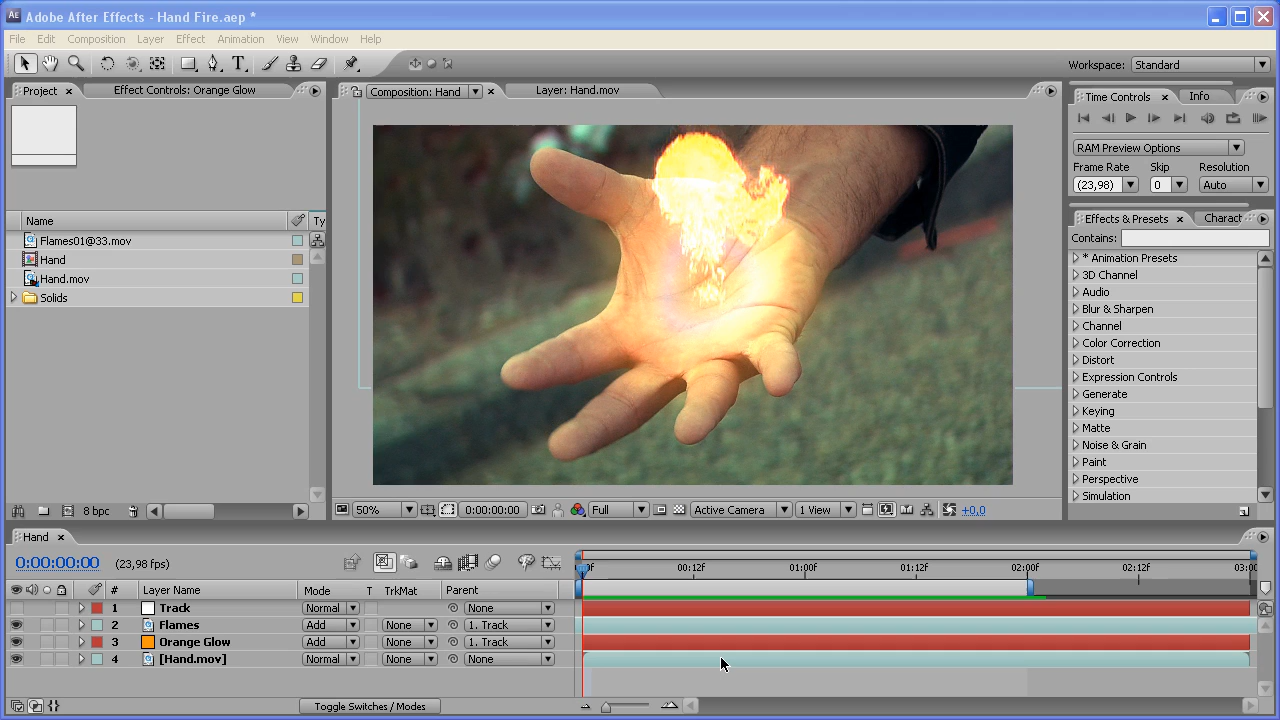 Adobe After Effects - Hand Fire.aep *
File Edit Composition Layer Effect Animation View Window Help
Workspace: Standard
Project Effect Controls: Orange Glow
Composition: Hand Layer: Hand.mov
Time Controls Info
RAM Preview Options
Frame Rate Skip Resolution
(23,98) 0 Auto
Effects & Presets Charact
Contains:
Name Ty
Flames01@33.mov
Hand
Hand.mov
Solids
* Animation Presets
3D Channel
Audio
Blur & Sharpen
Channel
Color Correction
Distort
Expression Controls
Generate
Keying
Matte
Noise & Grain
Paint
Perspective
Simulation
8 bpc
50% 0:00:00:00 Full Active Camera 1 View +0,0
Hand
0:00:00:00 (23,98 fps)
00:12F 01:00F 01:12F 02:00F 02:12F 03:00
# Layer Name Mode T TrkMat Parent
1 Track Normal None
2 Flames Add None 1. Track
3 Orange Glow Add None 1. Track
4 [Hand.mov] Normal None None
Toggle Switches / Modes